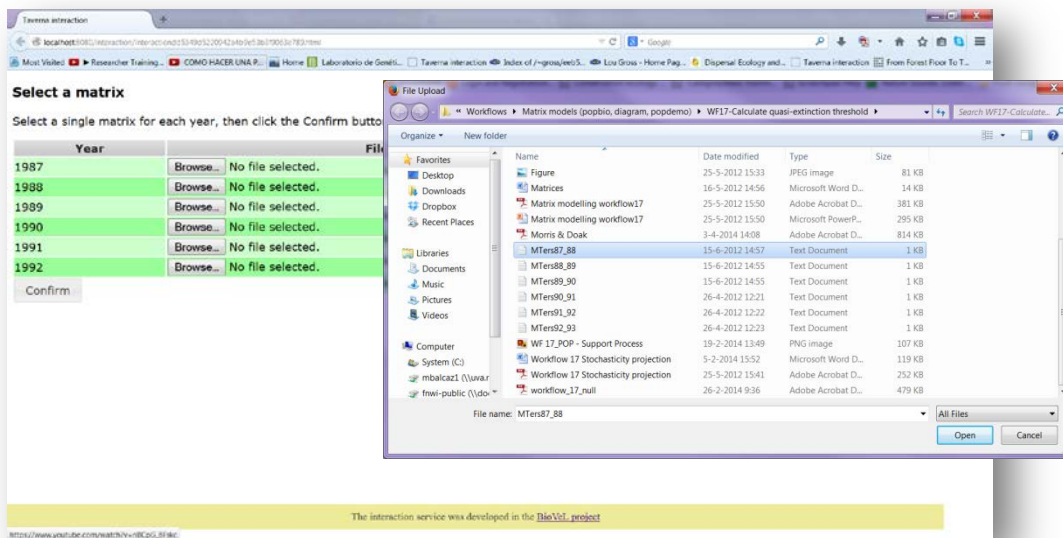 Taverna interaction
Google
Most Visited Researcher Training... COMO HACER UNA P... Home Laboratorio de Genéti... Taverna interaction Index of /~gross/eeb5... Lou Gross - Home Pag... Dispersal Ecology and... Taverna interaction From Forest Floor To T...
Select a matrix
Select a single matrix for each year, then click the Confirm butto
Year File
1987 Browse... No file selected.
1988 Browse... No file selected.
1989 Browse... No file selected.
1990 Browse... No file selected.
1991 Browse... No file selected.
1992 Browse... No file selected.
Confirm
File Upload
« Workflows Matrix models (popbio, diagram, popdemo) WF17-Calculate quasi-extinction threshold Search WF17-Calculate...
Organize New folder
Favorites
Desktop
Downloads
Dropbox
Recent Places
Libraries
Documents
Music
Pictures
Videos
Computer
System (C:)
mbalcaz1 (\\uva.r
fnwi-public (\\do
Name Date modified Type Size
Figure 25-5-2012 15:33 JPEG image 81 KB
Matrices 16-5-2012 14:56 Microsoft Word D... 14 KB
Matrix modelling workflow17 25-5-2012 15:50 Adobe Acrobat D... 381 KB
Matrix modelling workflow17 25-5-2012 15:50 Microsoft PowerP... 295 KB
Morris & Doak 3-4-2014 14:08 Adobe Acrobat D... 814 KB
MTers87_88 15-6-2012 14:57 Text Document 1 KB
MTers88_89 15-6-2012 14:55 Text Document 1 KB
MTers89_90 15-6-2012 14:55 Text Document 1 KB
MTers90_91 26-4-2012 12:21 Text Document 1 KB
MTers91_92 26-4-2012 12:22 Text Document 1 KB
MTers92_93 26-4-2012 12:23 Text Document 1 KB
WF 17_POP - Support Process 19-2-2014 13:49 PNG image 107 KB
Workflow 17 Stochasticity projection 5-2-2014 15:52 Microsoft Word D... 119 KB
Workflow 17 Stochasticity projection 25-5-2012 15:41 Adobe Acrobat D... 252 KB
workflow_17_null 26-2-2014 9:36 Adobe Acrobat D... 479 KB
File name: MTers87_88 All Files
Open Cancel
The interaction service was developed in the BioVeL project